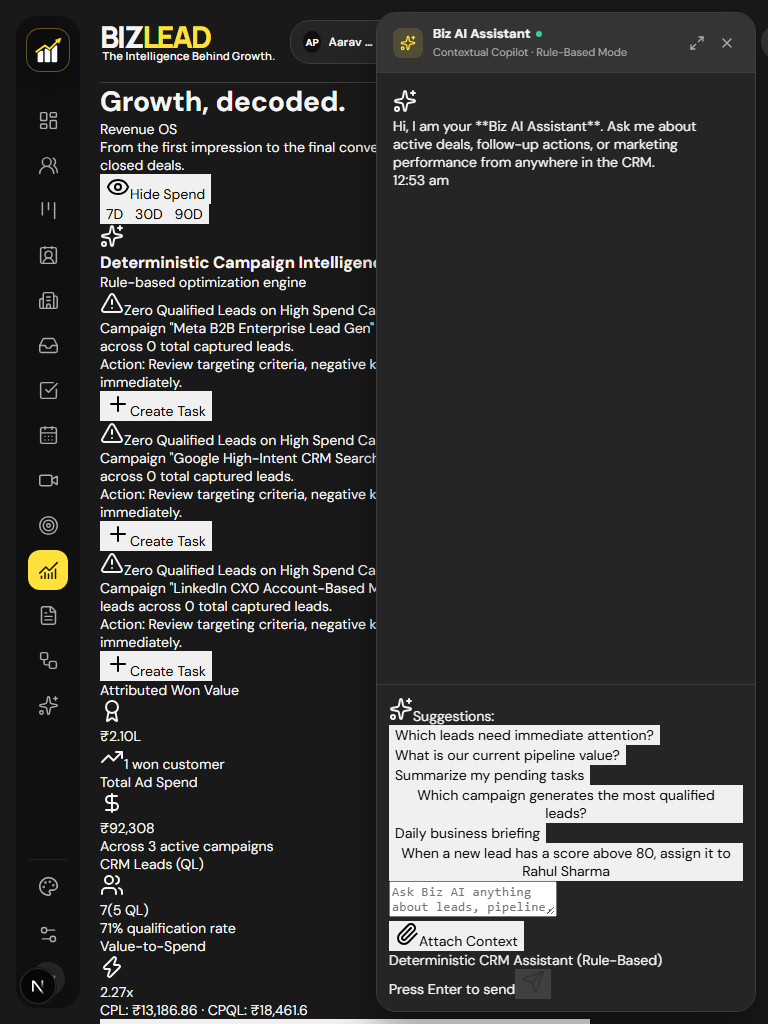 BIZLEAD
The Intelligence Behind Growth.
AP Aarav ...
Growth, decoded.
Revenue OS
From the first impression to the final conve
closed deals.
Hide Spend
7D 30D 90D
Deterministic Campaign Intelligenc
Rule-based optimization engine
Zero Qualified Leads on High Spend Ca
Campaign "Meta B2B Enterprise Lead Gen"
across 0 total captured leads.
Action: Review targeting criteria, negative k
immediately.
Create Task
Zero Qualified Leads on High Spend Ca
Campaign "Google High-Intent CRM Search
across 0 total captured leads.
Action: Review targeting criteria, negative k
immediately.
Create Task
Zero Qualified Leads on High Spend Ca
Campaign "LinkedIn CXO Account-Based M
leads across 0 total captured leads.
Action: Review targeting criteria, negative k
immediately.
Create Task
Attributed Won Value
₹2.10L
1 won customer
Total Ad Spend
₹92,308
Across 3 active campaigns
CRM Leads (QL)
7(5 QL)
71% qualification rate
Value-to-Spend
2.27x
CPL: ₹13,186.86 · CPQL: ₹18,461.6
N
Biz AI Assistant
Contextual Copilot · Rule-Based Mode
Hi, I am your **Biz AI Assistant**. Ask me about
active deals, follow-up actions, or marketing
performance from anywhere in the CRM.
12:53 am
Suggestions:
Which leads need immediate attention?
What is our current pipeline value?
Summarize my pending tasks
Which campaign generates the most qualified
leads?
Daily business briefing
When a new lead has a score above 80, assign it to
Rahul Sharma
Ask Biz AI anything
about leads, pipeline,
Attach Context
Deterministic CRM Assistant (Rule-Based)
Press Enter to send